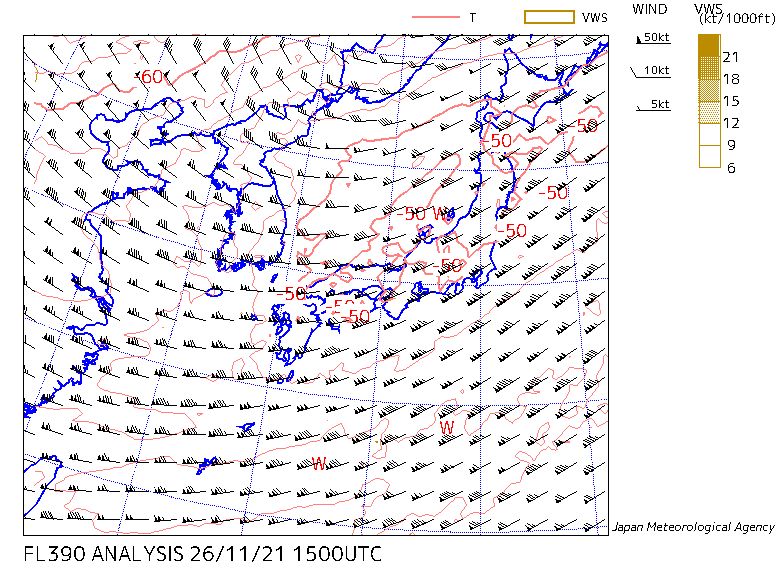 T VWS WIND VWS
(kt/1000ft)
50kt
10kt
5kt
21
18
15
12
9
6
60
-50
-50
-50
-50 W
-50
-50
-50
-50
-50
W
W
Japan Meteorological Agency
FL390 ANALYSIS 26/11/21 1500UTC